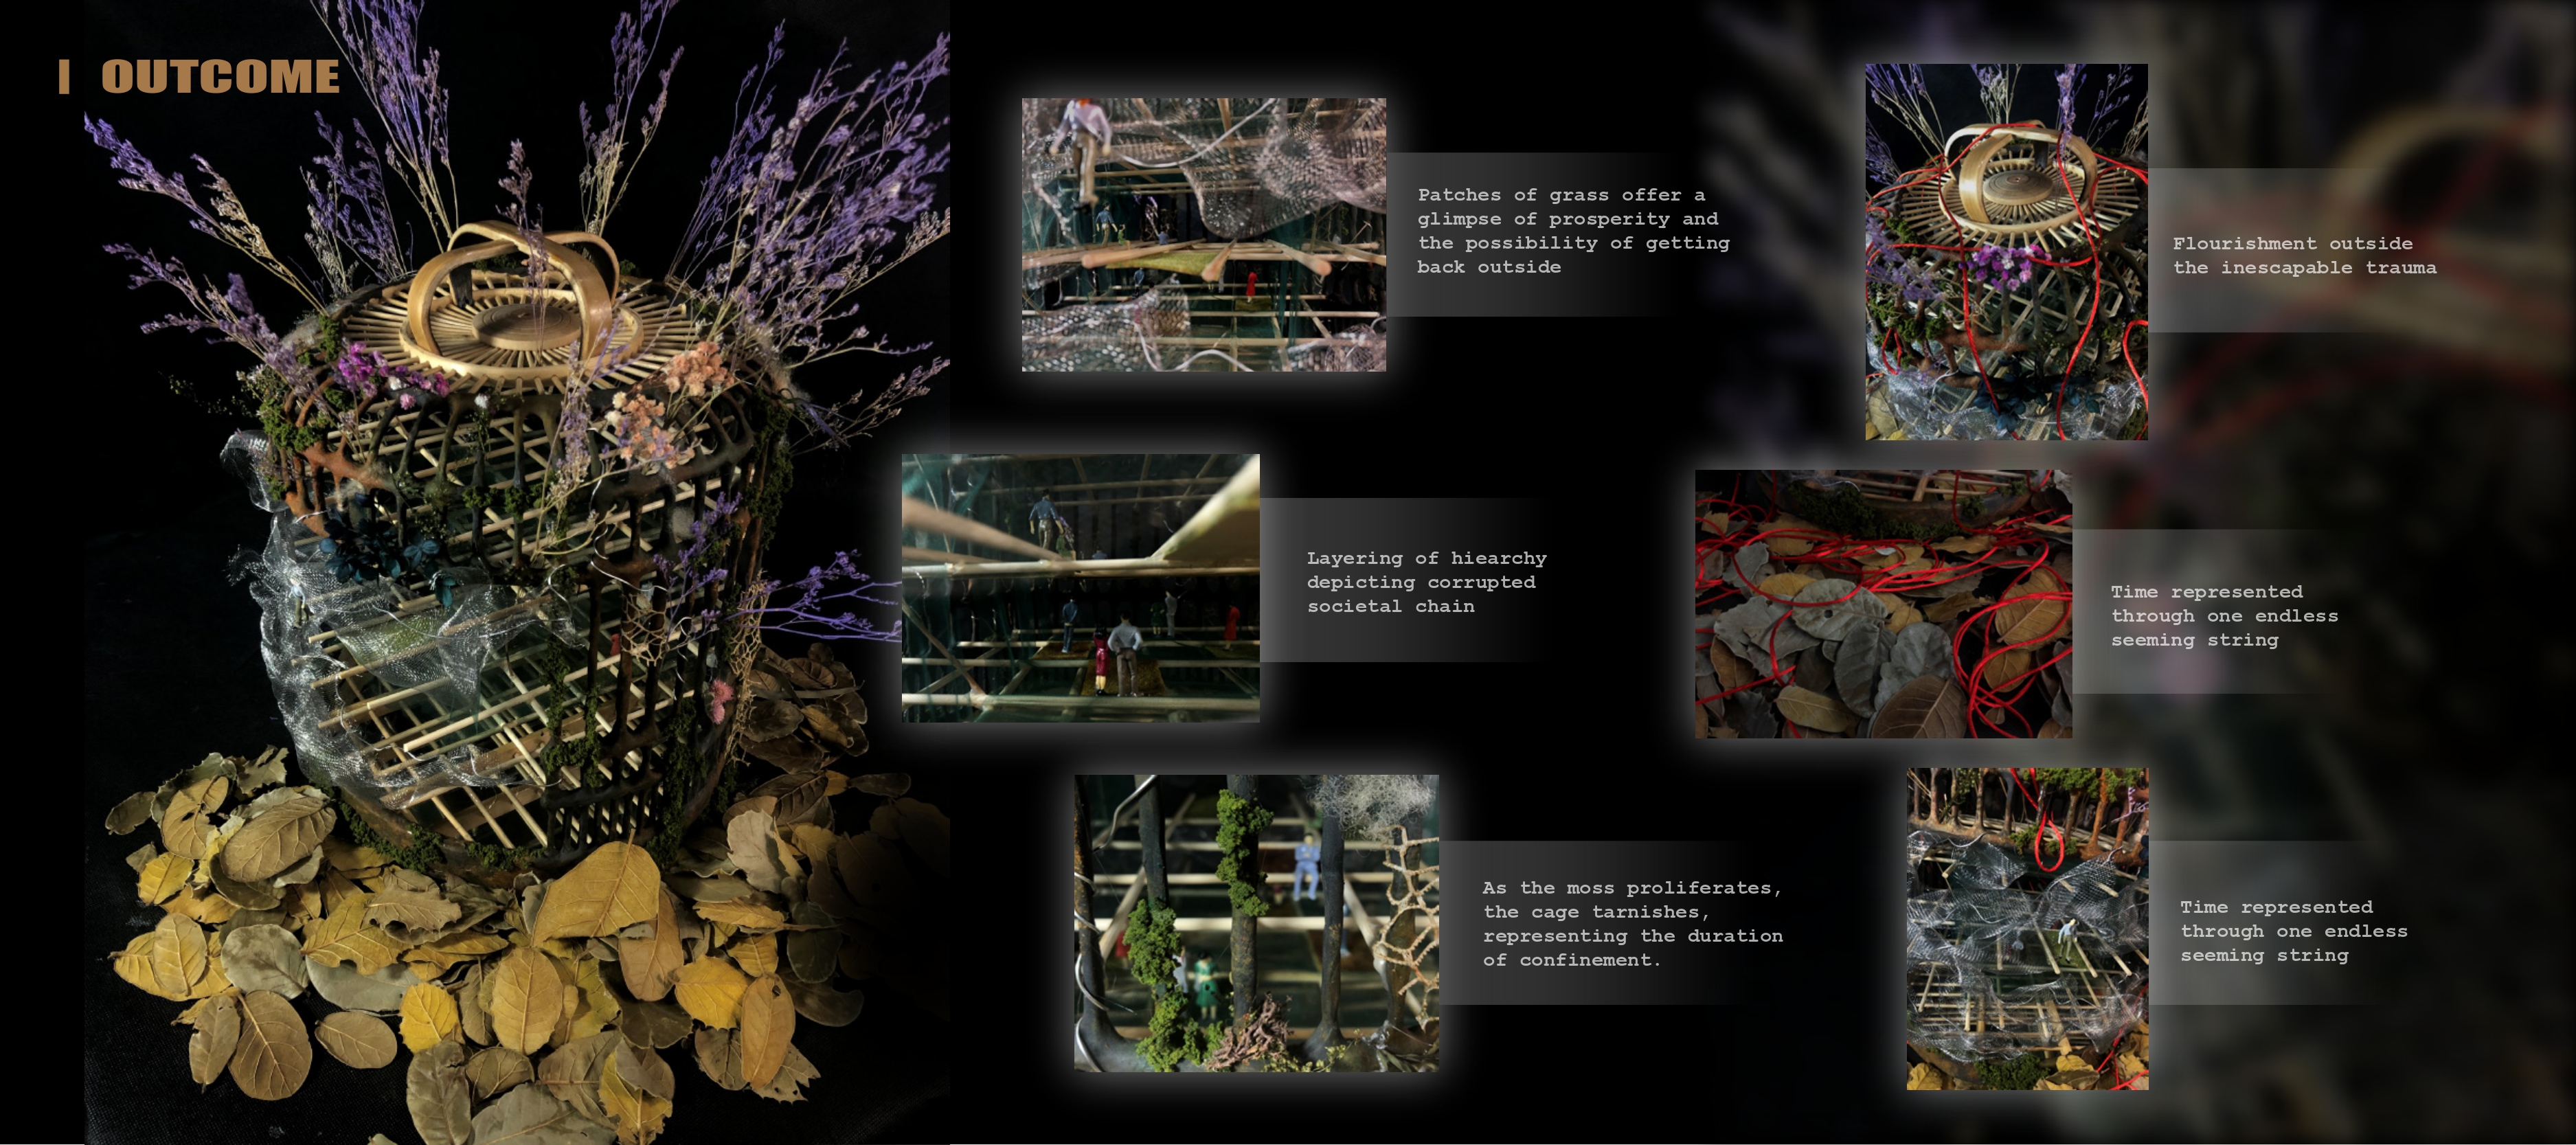 | OUTCOME
Patches of grass offer a
glimpse of prosperity and
the possibility of getting
back outside
Flourishment outside
the inescapable trauma
Layering of hiearchy
depicting corrupted
societal chain
Time represented
through one endless
seeming string
As the moss proliferates,
the cage tarnishes,
representing the duration
of confinement.
Time represented
through one endless
seeming string